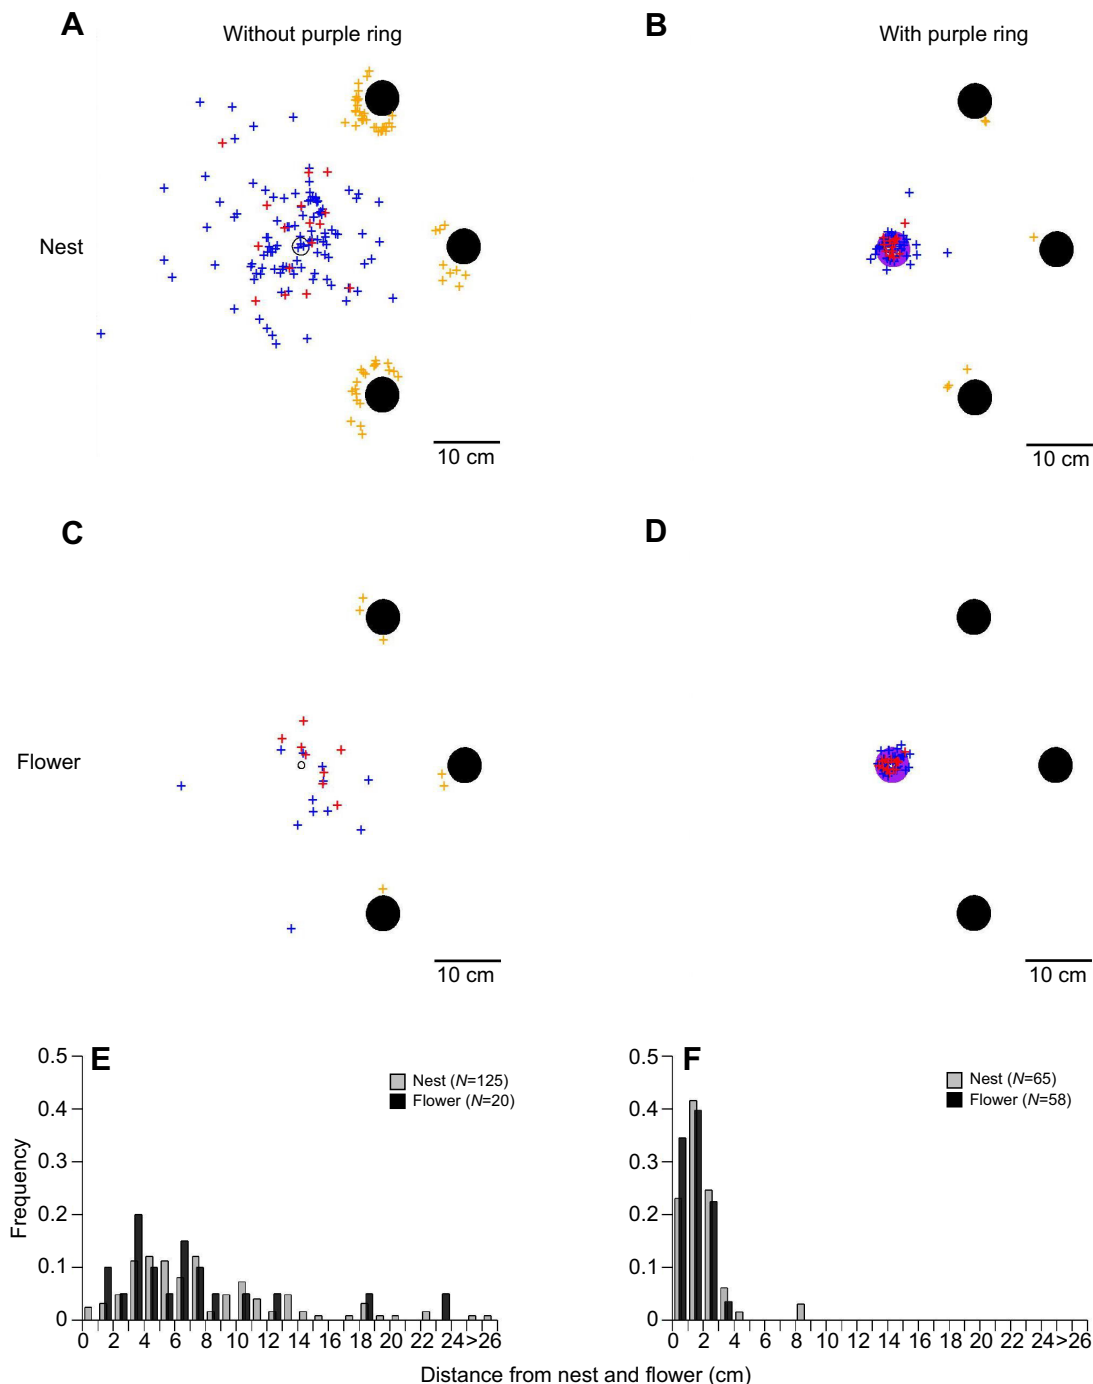 A
Without purple ring
B
With purple ring
Nest
10 cm
10 cm
C
D
Flower
10 cm
10 cm
E
F
Nest (N=125)
Flower (N=20)
Nest (N=65)
Flower (N=58)
Frequency
0.5
0.4
0.3
0.2
0.1
0
0.5
0.4
0.3
0.2
0.1
0
0 2 4 6 8 10 12 14 16 18 20 22 24 >26
0 2 4 6 8 10 12 14 16 18 20 22 24 >26
Distance from nest and flower (cm)